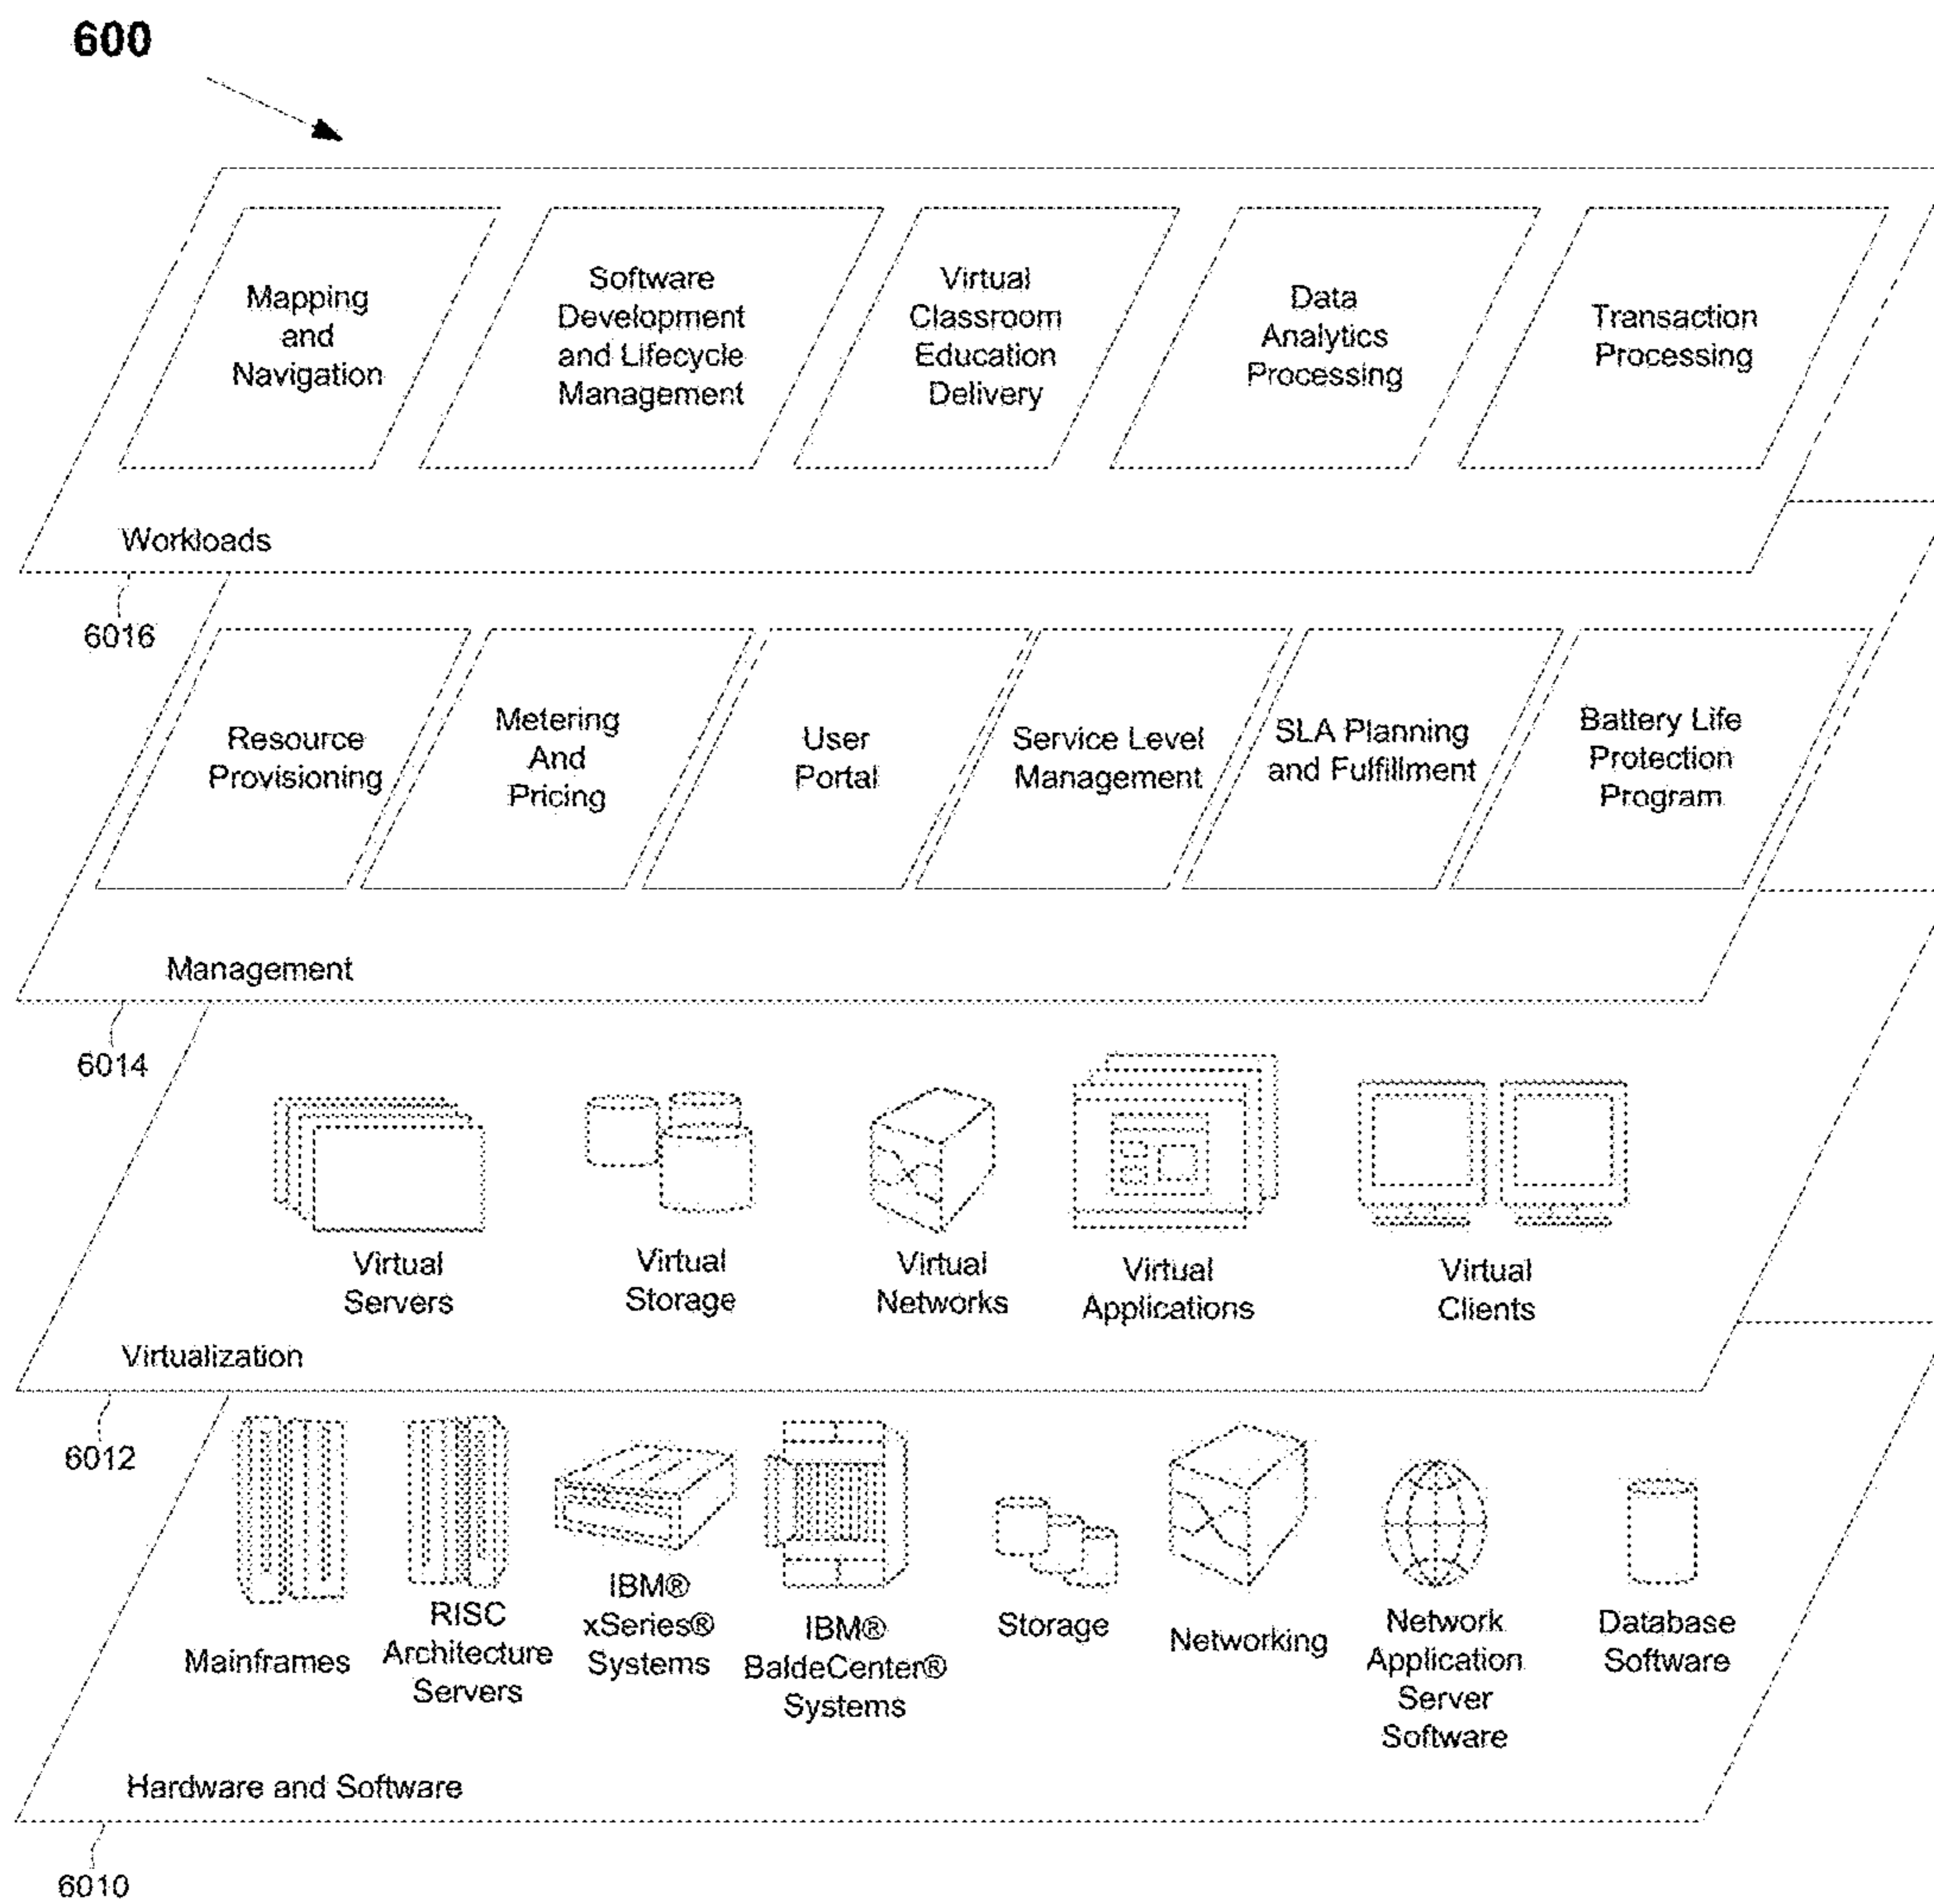 600
Mapping
and
Navigation
Software
Development
and Lifecycle
Management
Virtual
Classroom
Education
Delivery
Data
Analytics
Processing
Transaction
Processing
Workloads
6016
Resource
Provisioning
Metering
And
Pricing
User
Portal
Service Level
Management
SLA Planning
and Fulfillment
Battery Life
Protection
Program
Management
6014
Virtual
Servers
Virtual
Storage
Virtual
Networks
Virtual
Applications
Virtual
Clients
Virtualization
6012
Mainframes
RISC
Architecture
Servers
IBM®
xSeries®
Systems
IBM®
BaldeCenter®
Systems
Storage
Networking
Network
Application
Server
Software
Database
Software
Hardware and Software
6010